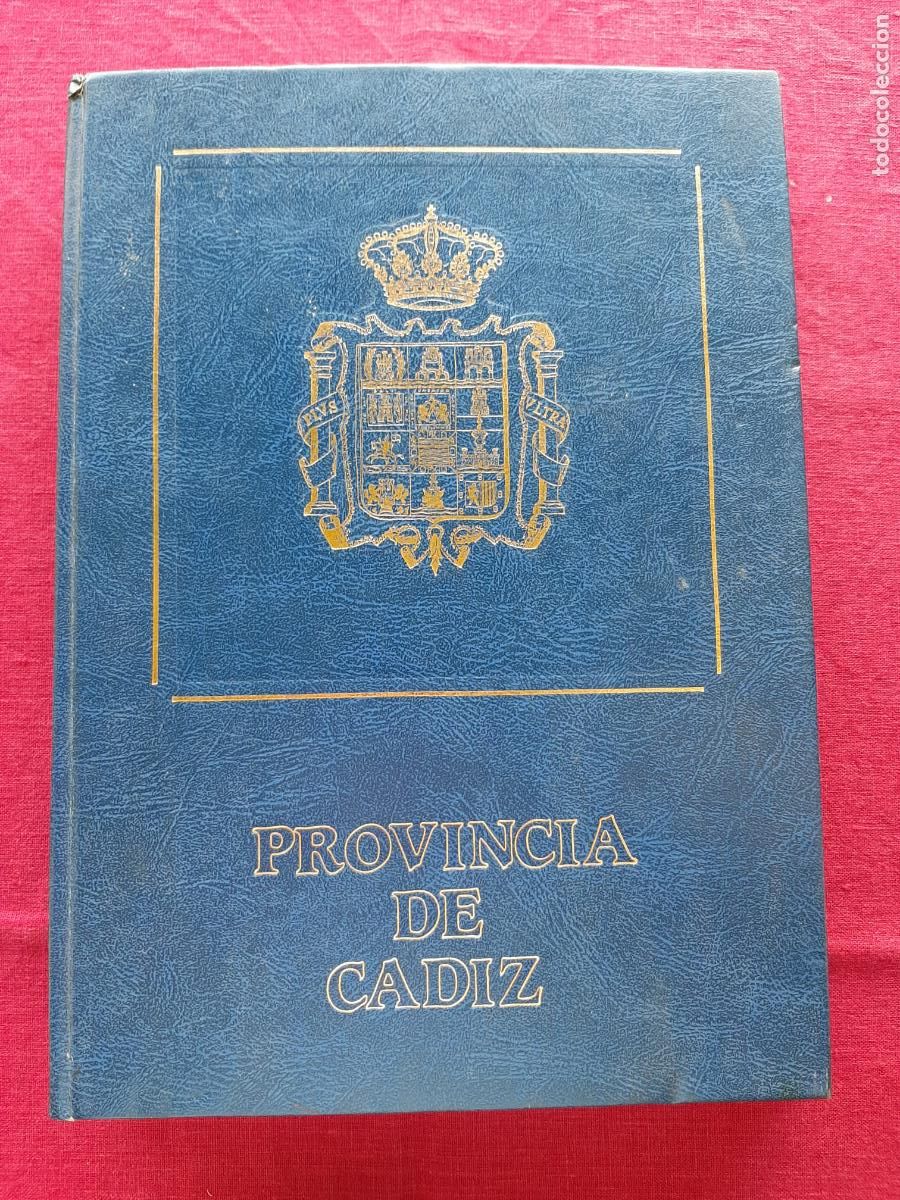 PLVS
VLTRA
PROVINCIA
DE
CADIZ
todocoleccion